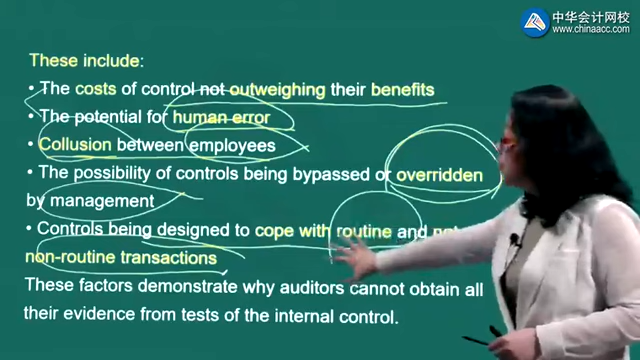 中华会计网校
www.chinaacc.com
These include:
• The costs of control not outweighing their benefits
• The potential for human error
• Collusion between employees
• The possibility of controls being bypassed or overridden
by management
• Controls being designed to cope with routine and
non-routine transactions
These factors demonstrate why auditors cannot obtain all
their evidence from tests of the internal control.